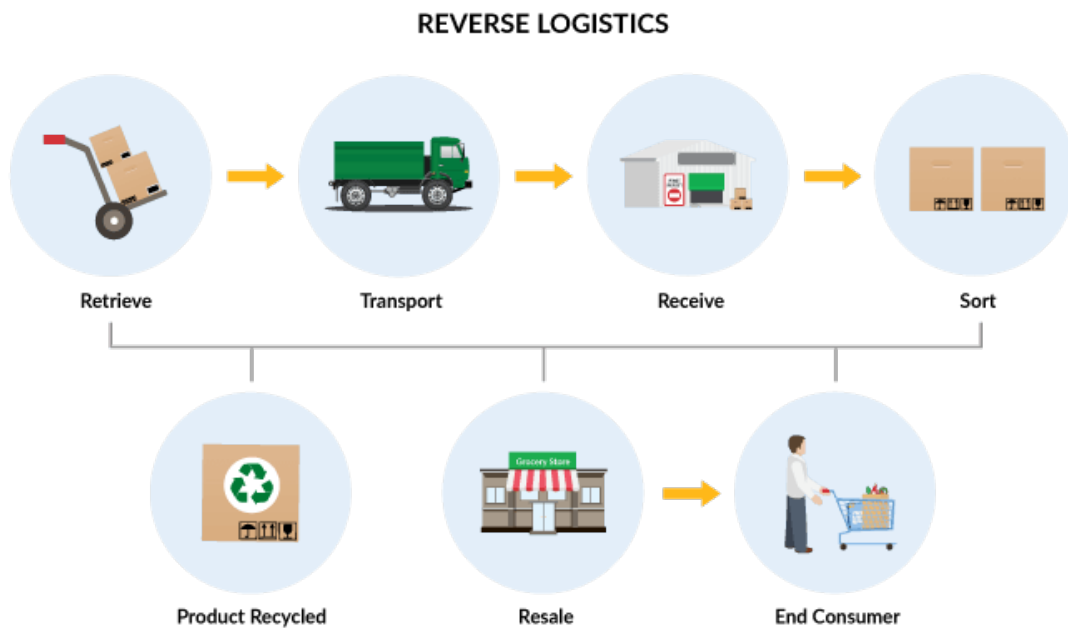 REVERSE LOGISTICS
Retrieve
Transport
Receive
Sort
Grocery Store
Product Recycled
Resale
End Consumer